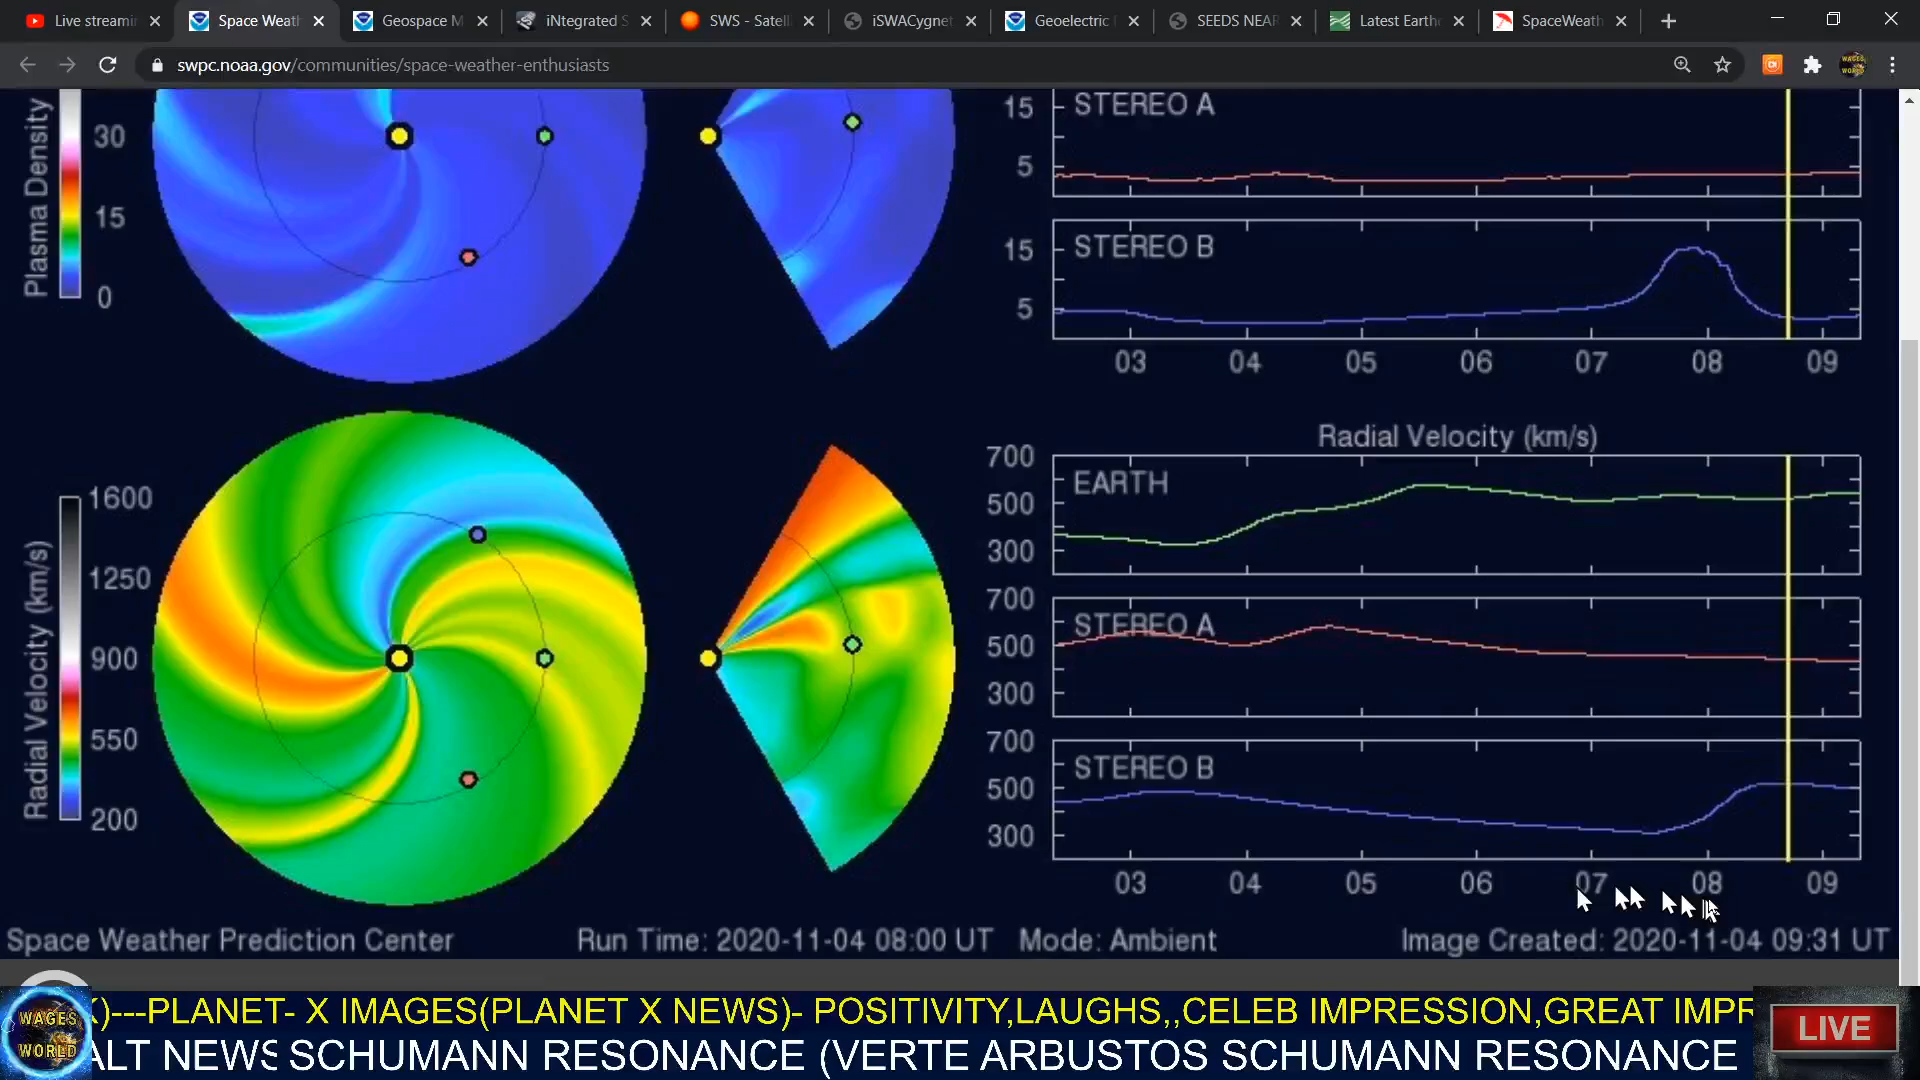 Live streami
Space Weath
Geospace M
iNtegrated S
SWS - Satelli
iSWACygnet
Geoelectric
SEEDS NEAR
Latest Earth
SpaceWeath
swpc.noaa.gov/communities/space-weather-enthusiasts
Plasma Density
30
15
0
15
STEREO A
5
15
STEREO B
5
03 04 05 06 07 08 09
Radial Velocity (km/s)
1600
1250
900
550
200
Radial Velocity (km/s)
700
EARTH
500
300
700
STEREO A
500
300
700
STEREO B
500
300
03 04 05 06 07 08 09
Space Weather Prediction Center Run Time: 2020-11-04 08:00 UT Mode: Ambient Image Created: 2020-11-04 09:31 UT
WAGES
WORLD
)---PLANET- X IMAGES(PLANET X NEWS)- POSITIVITY,LAUGHS,,CELEB IMPRESSION,GREAT IMPR
ALT NEWS SCHUMANN RESONANCE (VERTE ARBUSTOS SCHUMANN RESONANCE
LIVE